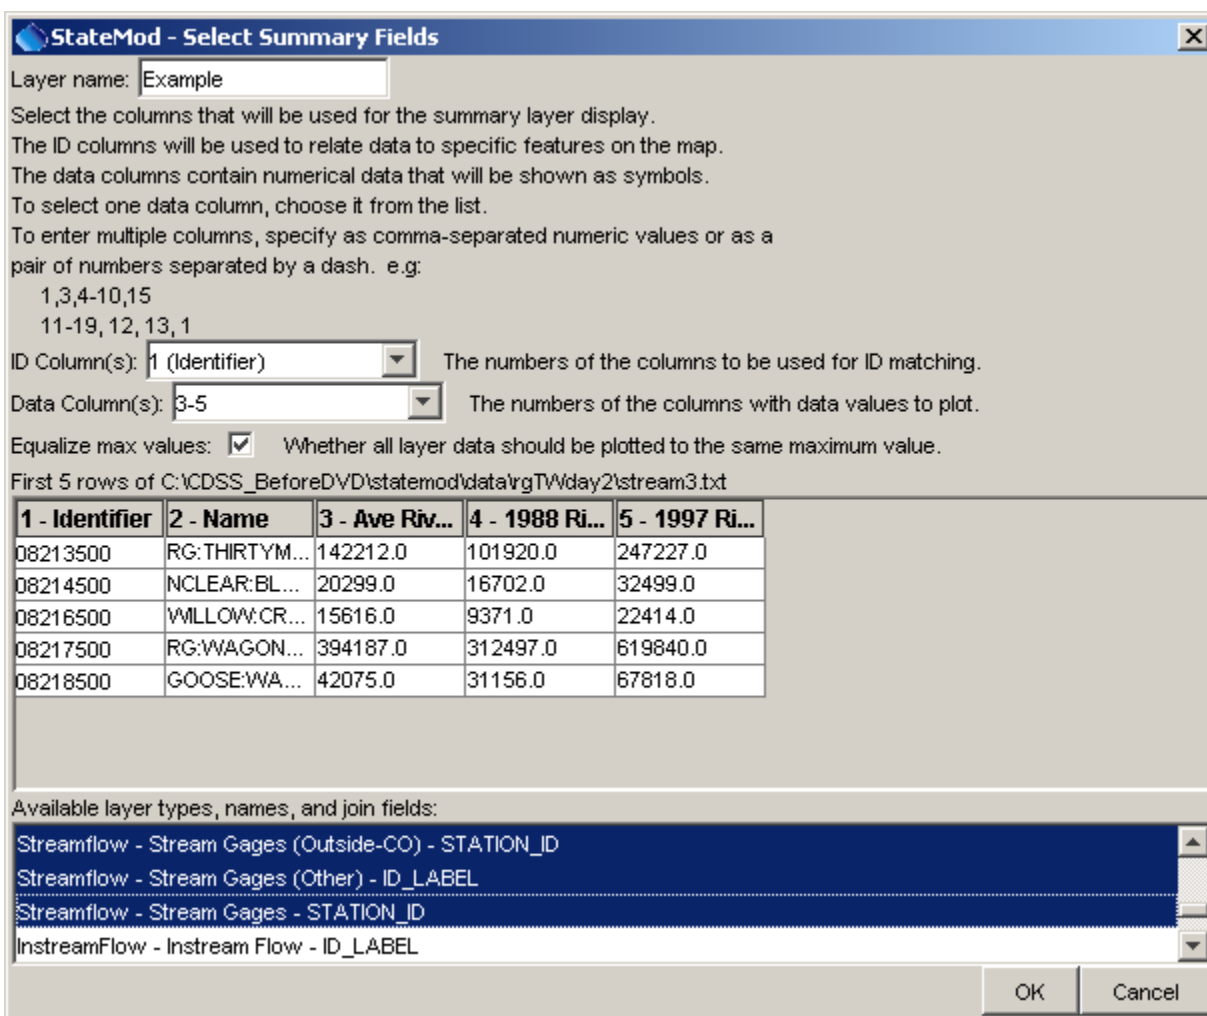 StateMod - Select Summary Fields
Layer name: Example
Select the columns that will be used for the summary layer display.
The ID columns will be used to relate data to specific features on the map.
The data columns contain numerical data that will be shown as symbols.
To select one data column, choose it from the list.
To enter multiple columns, specify as comma-separated numeric values or as a
pair of numbers separated by a dash. e.g:
1,3,4-10,15
11-19, 12, 13, 1
ID Column(s): 1 (Identifier) The numbers of the columns to be used for ID matching.
Data Column(s): 3-5 The numbers of the columns with data values to plot.
Equalize max values: Whether all layer data should be plotted to the same maximum value.
First 5 rows of C:\CDSS_BeforeDVD\statemod\data\rgTWday2\stream3.txt
1 - Identifier 2 - Name 3 - Ave Riv... 4 - 1988 Ri... 5 - 1997 Ri...
08213500 RG:THIRTYM... 142212.0 101920.0 247227.0
08214500 NCLEAR:BL... 20299.0 16702.0 32499.0
08216500 WILLOW:CR... 15616.0 9371.0 22414.0
08217500 RG:WAGON... 394187.0 312497.0 619840.0
08218500 GOOSE:WA... 42075.0 31156.0 67818.0
Available layer types, names, and join fields:
Streamflow - Stream Gages (Outside-CO) - STATION_ID
Streamflow - Stream Gages (Other) - ID_LABEL
Streamflow - Stream Gages - STATION_ID
InstreamFlow - Instream Flow - ID_LABEL
OK Cancel